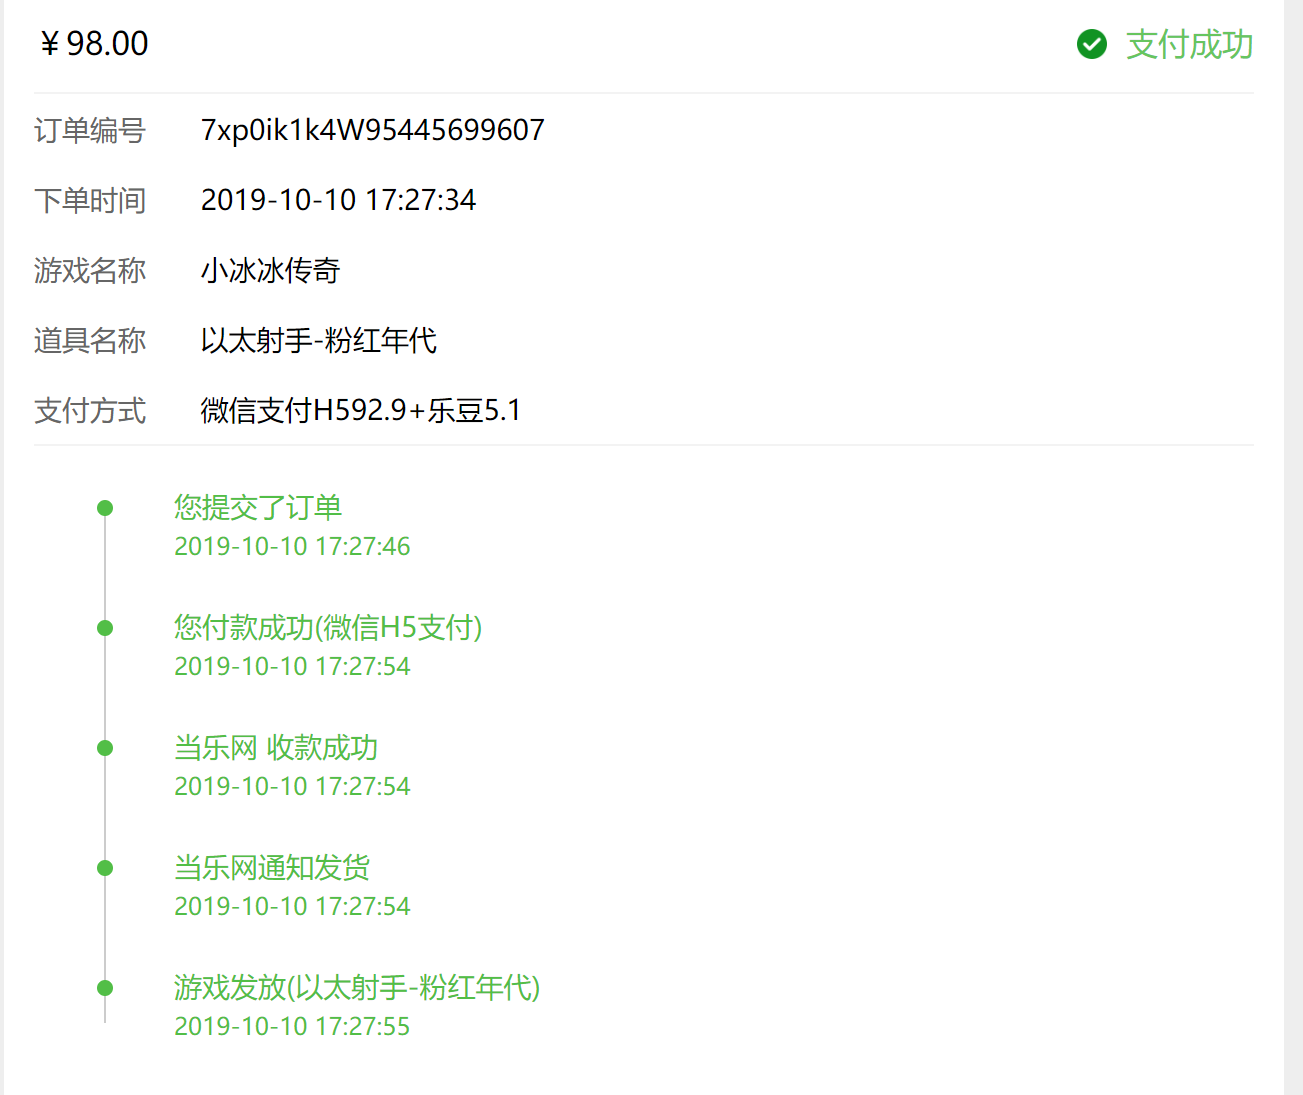 ¥ 98.00 支付成功
订单编号 7xp0ik1k4W95445699607
下单时间 2019-10-10 17:27:34
游戏名称 小冰冰传奇
道具名称 以太射手-粉红年代
支付方式 微信支付H592.9+乐豆5.1
您提交了订单
2019-10-10 17:27:46
您付款成功(微信H5支付)
2019-10-10 17:27:54
当乐网 收款成功
2019-10-10 17:27:54
当乐网通知发货
2019-10-10 17:27:54
游戏发放(以太射手-粉红年代)
2019-10-10 17:27:55